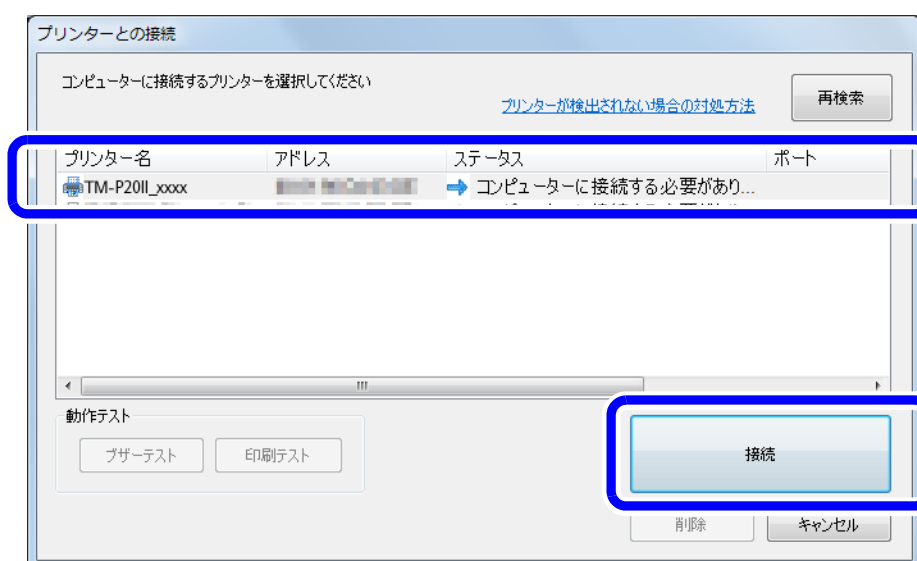 プリンターとの接続
コンピューターに接続するプリンターを選択してください
プリンターが検出されない場合の対処方法
再検索
プリンター名 アドレス ステータス ポート
TM-P20II_xxxx コンピューターに接続する必要があり...
動作テスト
ブザーテスト 印刷テスト
接続
削除 キャンセル